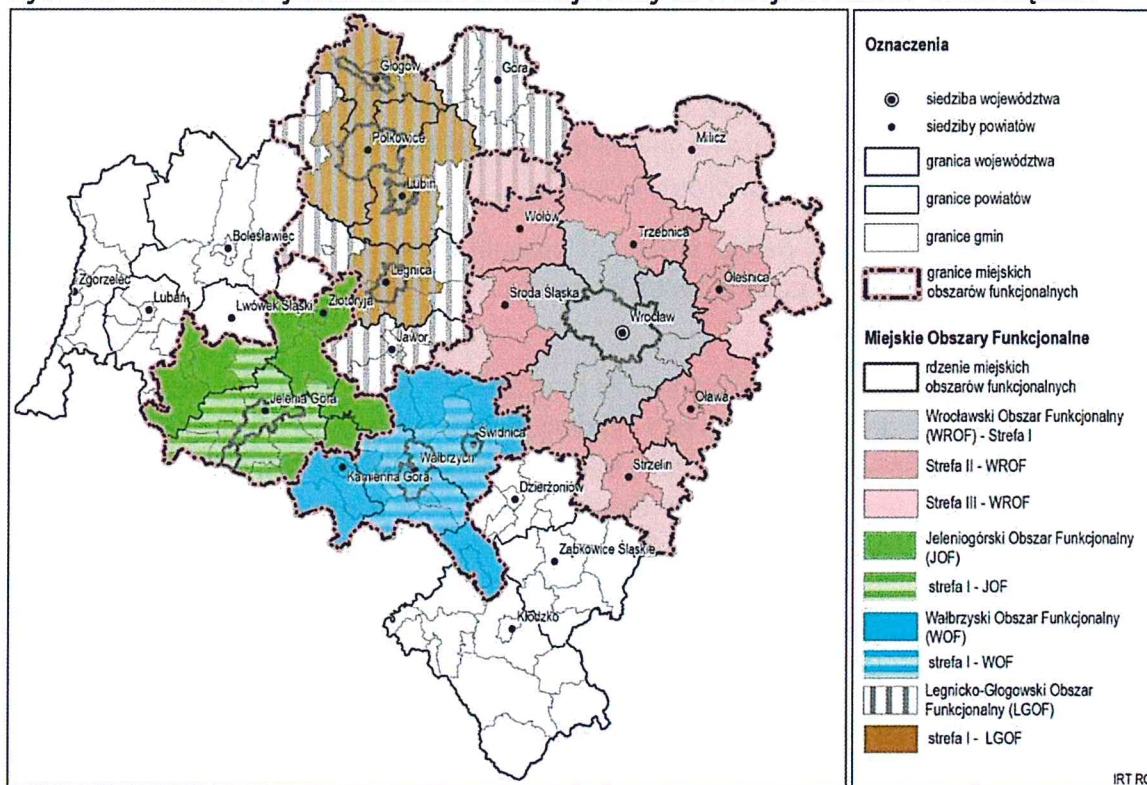 Głogów
Góra
Polkowice
Milicz
Lubin
Wołów
Trzebnica
Bolesławiec
Zgorzelec
Legnica
Oleśnica
Lubań
Lwówek Śląski
Złotoryja
Środa Śląska
Wrocław
Jawor
Jelenia Góra
Oława
Świdnica
Wałbrzych
Kamienna Góra
Strzelin
Dzierżoniów
Ząbkowice Śląskie
Kłodzko
Oznaczenia
siedziba województwa
siedziby powiatów
granica województwa
granice powiatów
granice gmin
granice miejskich
obszarów funkcjonalnych
Miejskie Obszary Funkcjonalne
rdzenie miejskich
obszarów funkcjonalnych
Wrocławski Obszar Funkcjonalny
(WROF) - Strefa I
Strefa II - WROF
Strefa III - WROF
Jeleniogórski Obszar Funkcjonalny
(JOF)
strefa I - JOF
Wałbrzyski Obszar Funkcjonalny
(WOF)
strefa I - WOF
Legnicko-Głogowski Obszar
Funkcjonalny (LGOF)
strefa I - LGOF